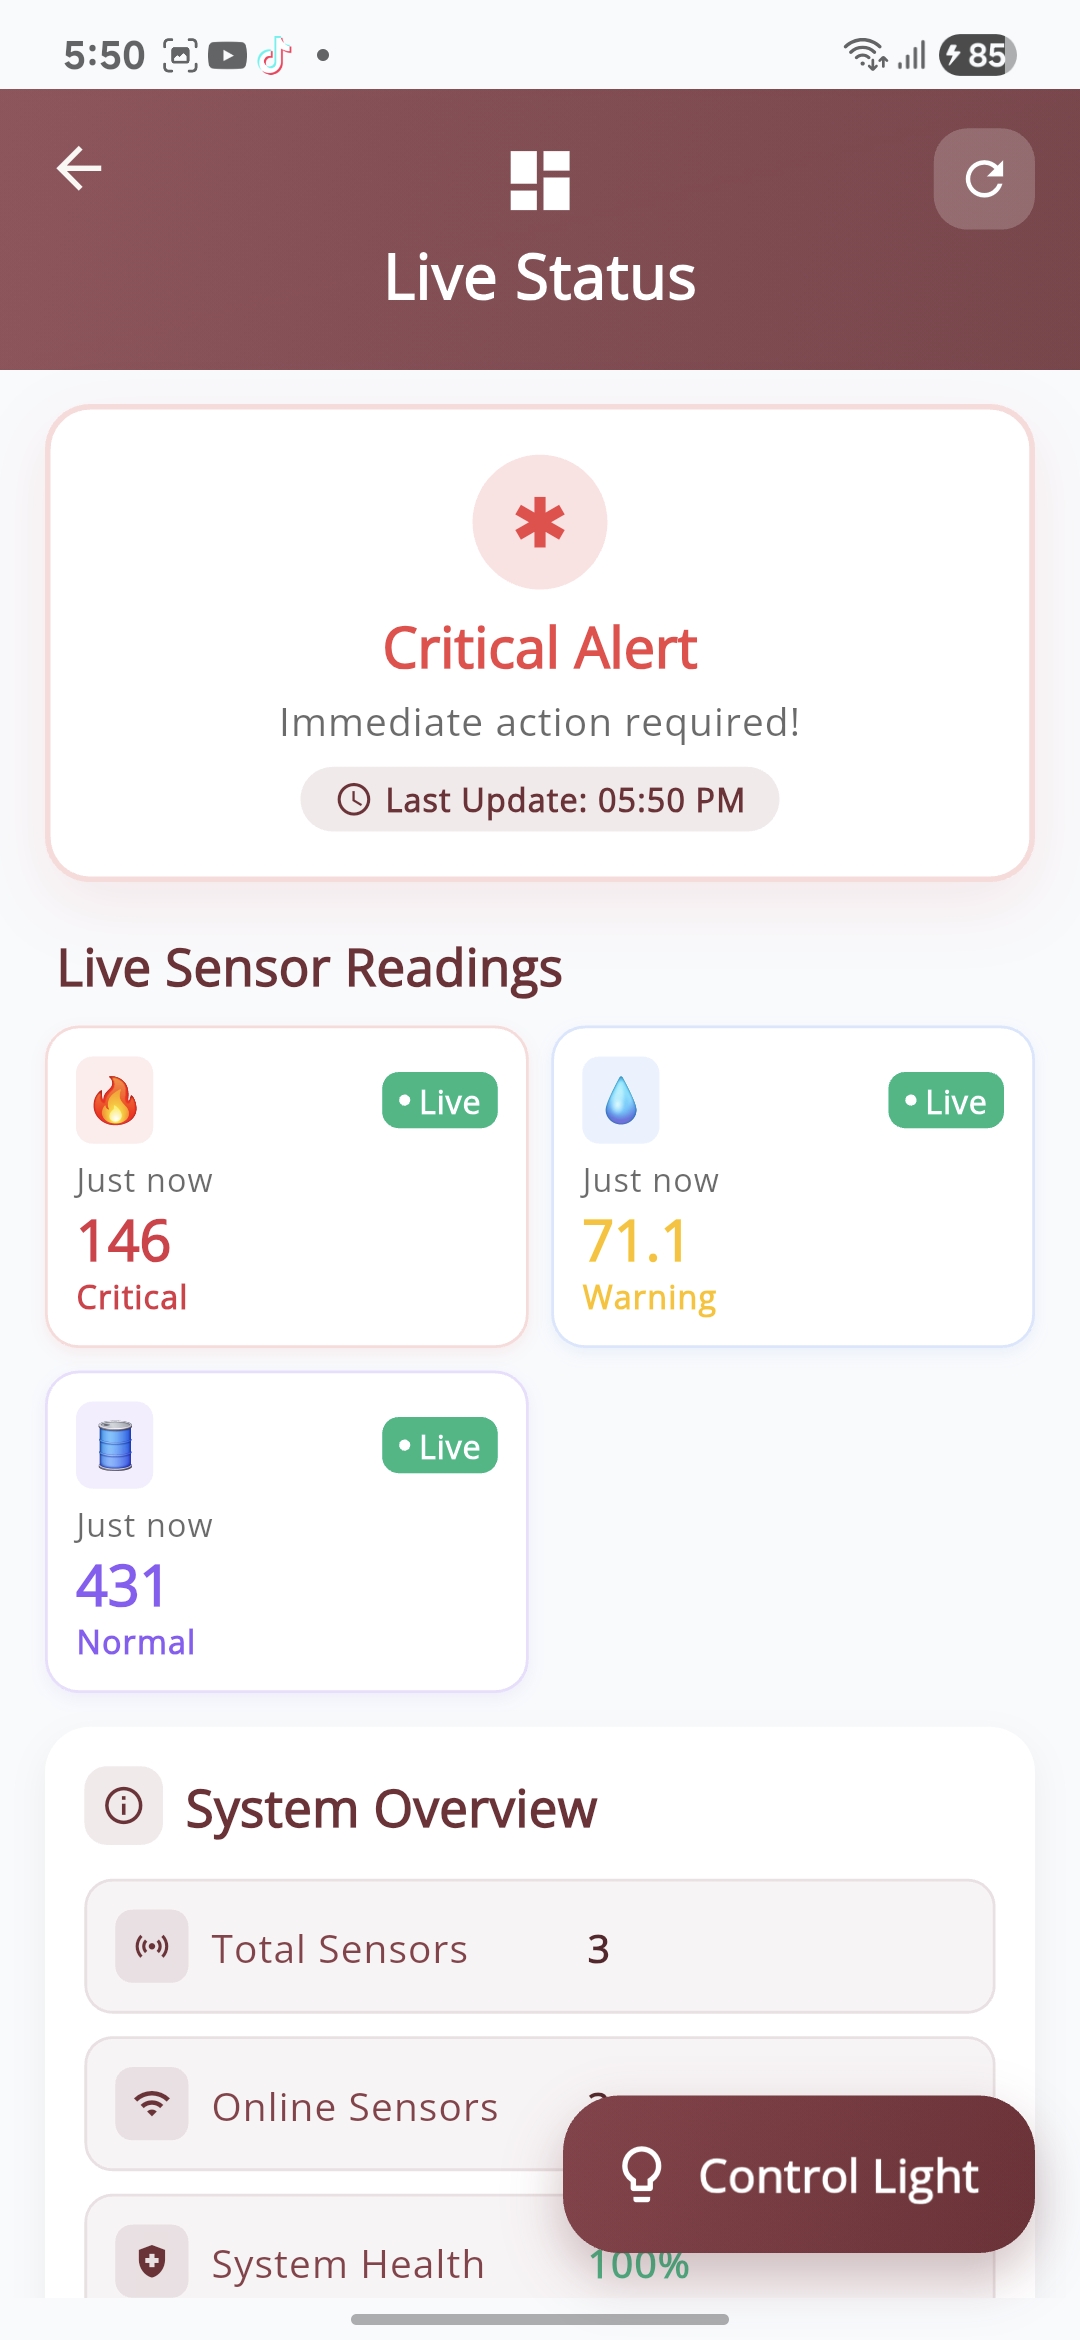 5:50
85
Live Status
Critical Alert
Immediate action required!
Last Update: 05:50 PM
Live Sensor Readings
• Live
• Live
Just now
Just now
146
71.1
Critical
Warning
• Live
Just now
431
Normal
System Overview
Total Sensors 3
Online Sensors
Control Light
System Health 100%